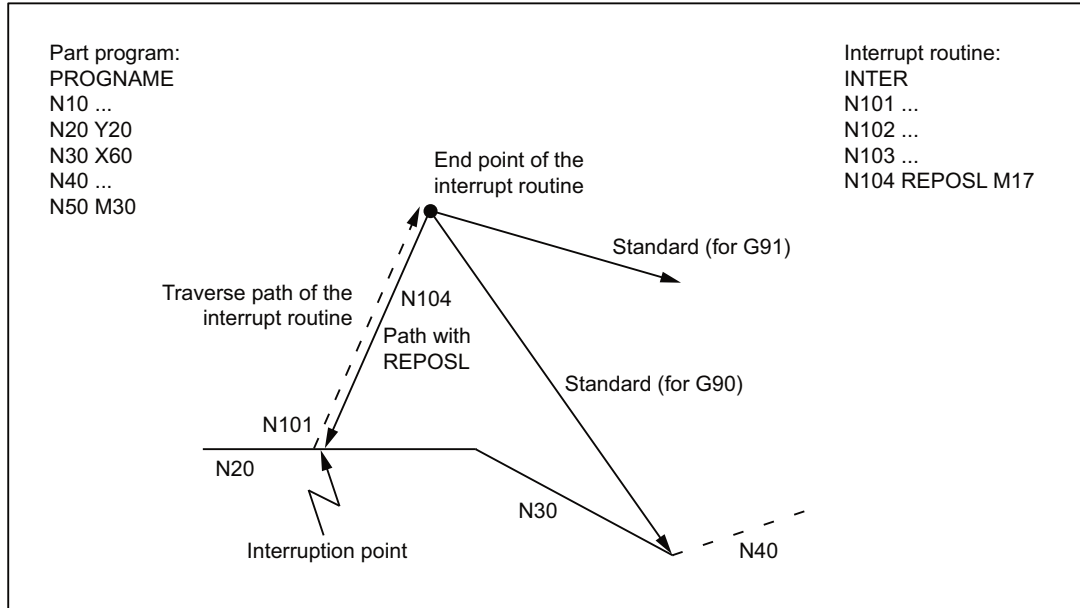 Part program:
PROGNAME
N10 ...
N20 Y20
N30 X60
N40 ...
N50 M30
Interrupt routine:
INTER
N101 ...
N102 ...
N103 ...
N104 REPOSL M17
End point of the
interrupt routine
Standard (for G91)
Traverse path of the
interrupt routine
N104
Path with
REPOSL
Standard (for G90)
N101
N20
N30
Interruption point
N40